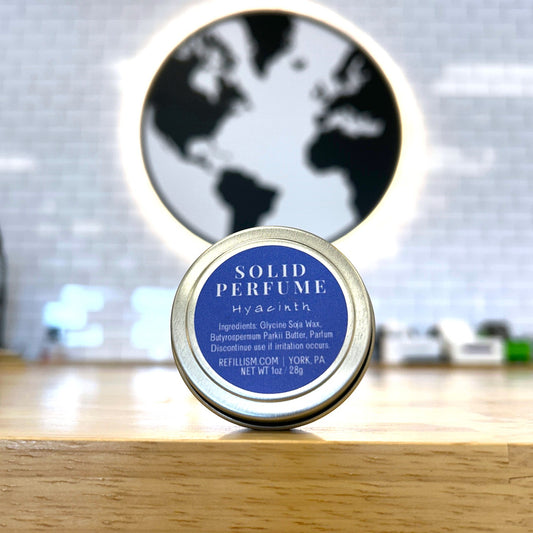 SOLID
PERFUME
Hyacinth
Ingredients: Glycine Soja Wax,
Butyrospermum Parkii Butter, Parfum
Discontinue use if irritation occurs.
REFILLISM.COM | YORK, PA
NET WT 1oz / 28g